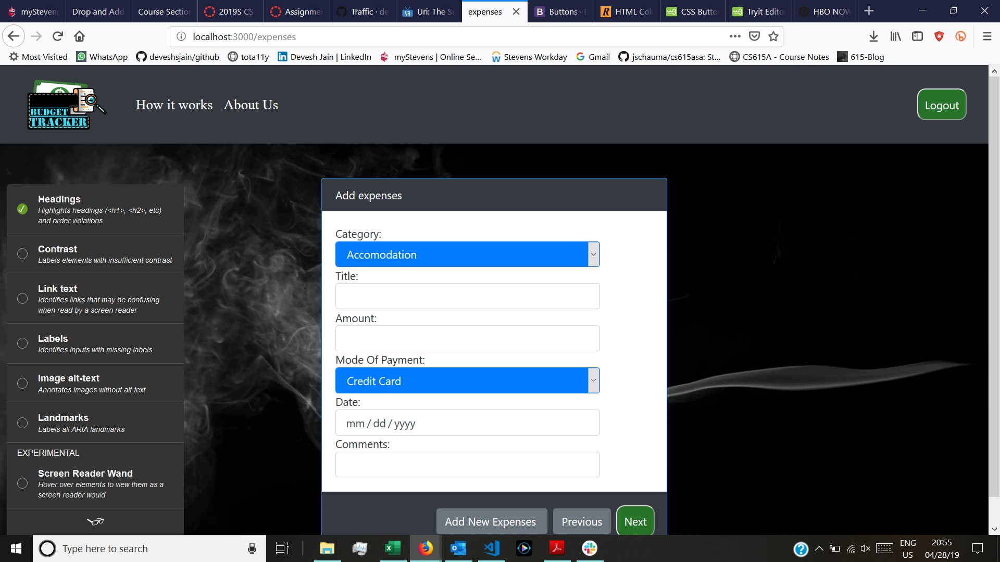 myStevens
Drop and Add
Course Section
2019S CS
Assignmen
Traffic · de
Uri: The Su
expenses
Buttons · B
HTML Col
CSS Butto
Tryit Edito
HBO NOW
localhost:3000/expenses
Most Visited
WhatsApp
deveshsjain/github
tota11y
Devesh Jain | LinkedIn
myStevens | Online Se...
Stevens Workday
Gmail
jschauma/cs615asa: St...
CS615A - Course Notes
615-Blog
BUDGET
TRACKER
How it works
About Us
Logout
Headings
Highlights headings (<h1>, <h2>, etc)
and order violations
Contrast
Labels elements with insufficient contrast
Link text
Identifies links that may be confusing
when read by a screen reader
Labels
Identifies inputs with missing labels
Image alt-text
Annotates images without alt text
Landmarks
Labels all ARIA landmarks
EXPERIMENTAL
Screen Reader Wand
Hover over elements to view them as a
screen reader would
Add expenses
Category:
Accomodation
Title:
Amount:
Mode Of Payment:
Credit Card
Date:
mm / dd / yyyy
Comments:
Add New Expenses
Previous
Next
Type here to search
ENG
US
20:55
04/28/19